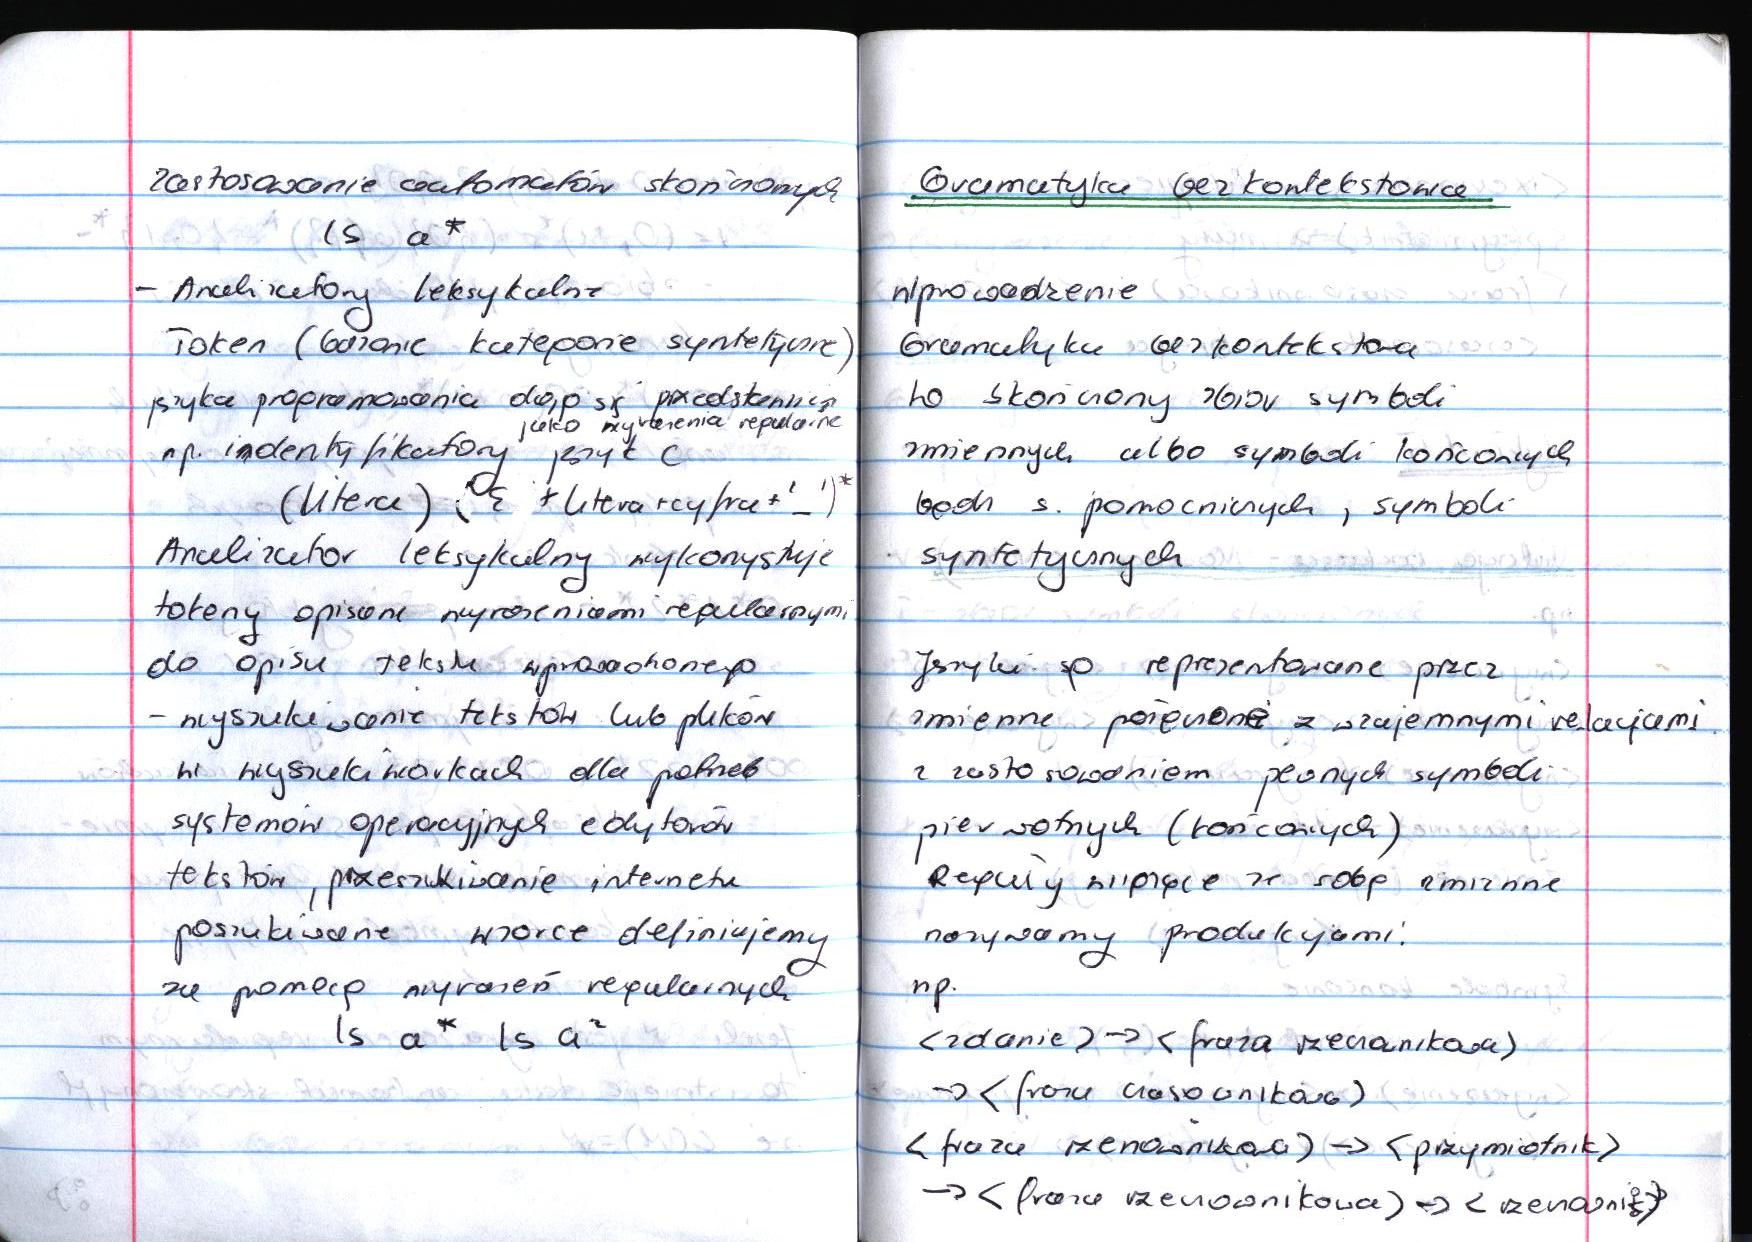 Zastosowanie automatów skończonych
ls a*
- Analizatory leksykalne
Token (badanie kategorie syntetyczne)
języka programowania dają się przedstawiają
jako wyrażenia regularne
np. indentyfikatory język C
(litera) (ε + litera + cyfra + '_')*
Analizator leksykalny wykorzystuje
tokeny opisane wyrażeniami regularnymi
do opisu tekstu wprowadzonego
- wyszukiwanie tekstów lub plików
w wyszukiwarkach dla potrzeb
systemów operacyjnych edytorów
tekstów, przeszukiwanie internetu
poszukiwane wzorce definiujemy
za pomocą wyrażeń regularnych
ls a* ls a?
Gramatyka bezkontekstowa
Wprowadzenie
Gramatyka bezkontekstowa
to skończony zbiór symboli
zmiennych albo symboli końcowych
bądź s. pomocniczych, symboli
syntetycznych
Języki są reprezentowane przez
zmienne połączone z wzajemnymi relacjami
z zastosowaniem pewnych symboli
pierwotnych (końcowych)
Reguły wiążące ze sobą zmienne
nazywamy produkcjami:
np.
<zdanie> → <fraza rzeczownikowa>
→ <fraza czasownikowa>
<fraza rzeczownikowa> → <przymiotnik>
→ <fraza rzeczownikowa> → <rzeczownik>